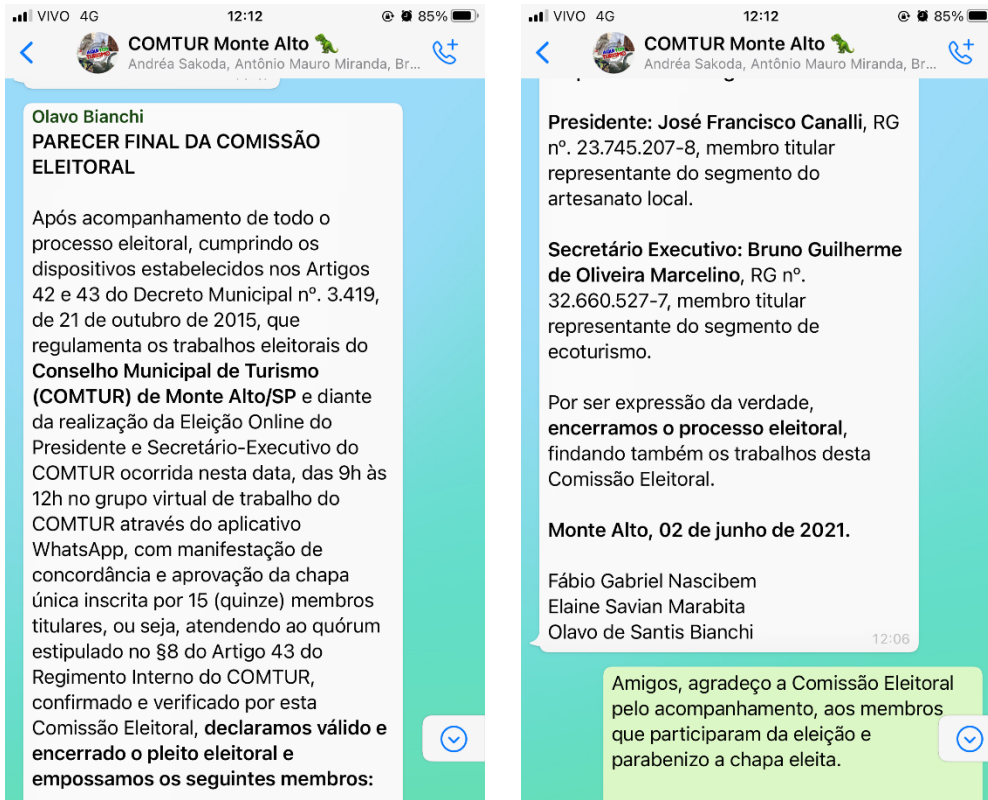 VIVO 4G 12:12 85%
COMTUR Monte Alto
Andréa Sakoda, Antônio Mauro Miranda, Br...
Olavo Bianchi
PARECER FINAL DA COMISSÃO
ELEITORAL
Após acompanhamento de todo o
processo eleitoral, cumprindo os
dispositivos estabelecidos nos Artigos
42 e 43 do Decreto Municipal nº. 3.419,
de 21 de outubro de 2015, que
regulamenta os trabalhos eleitorais do
Conselho Municipal de Turismo
(COMTUR) de Monte Alto/SP e diante
da realização da Eleição Online do
Presidente e Secretário-Executivo do
COMTUR ocorrida nesta data, das 9h às
12h no grupo virtual de trabalho do
COMTUR através do aplicativo
WhatsApp, com manifestação de
concordância e aprovação da chapa
única inscrita por 15 (quinze) membros
titulares, ou seja, atendendo ao quórum
estipulado no §8 do Artigo 43 do
Regimento Interno do COMTUR,
confirmado e verificado por esta
Comissão Eleitoral, declaramos válido e
encerrado o pleito eleitoral e
empossamos os seguintes membros:
VIVO 4G 12:12 85%
COMTUR Monte Alto
Andréa Sakoda, Antônio Mauro Miranda, Br...
Presidente: José Francisco Canalli, RG
nº. 23.745.207-8, membro titular
representante do segmento do
artesanato local.
Secretário Executivo: Bruno Guilherme
de Oliveira Marcelino, RG nº.
32.660.527-7, membro titular
representante do segmento de
ecoturismo.
Por ser expressão da verdade,
encerramos o processo eleitoral,
findando também os trabalhos desta
Comissão Eleitoral.
Monte Alto, 02 de junho de 2021.
Fábio Gabriel Nascibem
Elaine Savian Marabita
Olavo de Santis Bianchi
12:06
Amigos, agradeço a Comissão Eleitoral
pelo acompanhamento, aos membros
que participaram da eleição e
parabenizo a chapa eleita.